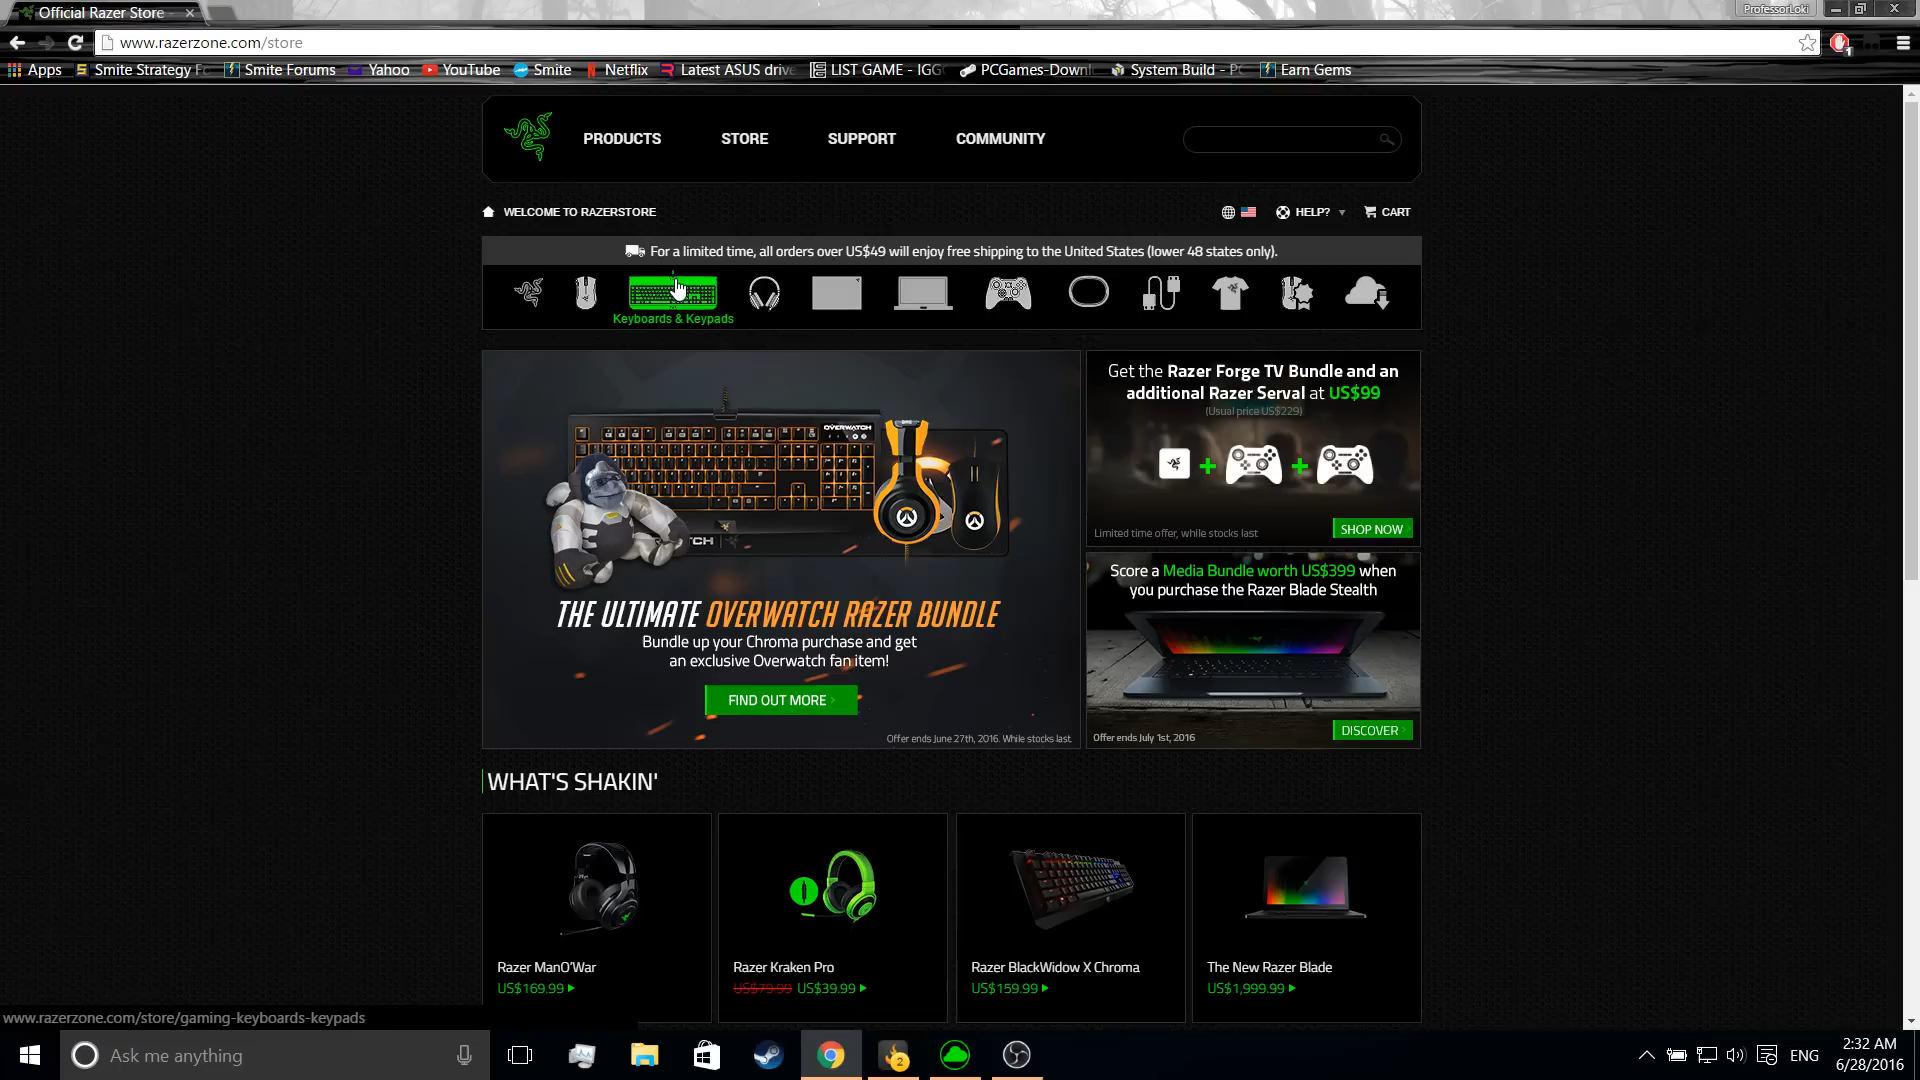 Official Razer Store
ProfessorLoki
www.razerzone.com/store
1
Apps
Smite Strategy Fo
Smite Forums
Yahoo
YouTube
Smite
Netflix
Latest ASUS drive
LIST GAME - IGG
PCGames-Downl
System Build - PC
Earn Gems
PRODUCTS
STORE
SUPPORT
COMMUNITY
WELCOME TO RAZERSTORE
HELP?
CART
For a limited time, all orders over US$49 will enjoy free shipping to the United States (lower 48 states only).
Keyboards & Keypads
OVERWATCH
THE ULTIMATE OVERWATCH RAZER BUNDLE
Bundle up your Chroma purchase and get
an exclusive Overwatch fan item!
FIND OUT MORE
Offer ends June 27th, 2016. While stocks last.
Get the Razer Forge TV Bundle and an
additional Razer Serval at US$99
(Usual price US$229)
+
+
Limited time offer, while stocks last
SHOP NOW
Score a Media Bundle worth US$399 when
you purchase the Razer Blade Stealth
Offer ends July 1st, 2016
DISCOVER
WHAT'S SHAKIN'
Razer ManO'War
US$169.99
Razer Kraken Pro
US$79.99 US$39.99
Razer BlackWidow X Chroma
US$159.99
The New Razer Blade
US$1,999.99
www.razerzone.com/store/gaming-keyboards-keypads
Ask me anything
2
ENG
2:32 AM
6/28/2016